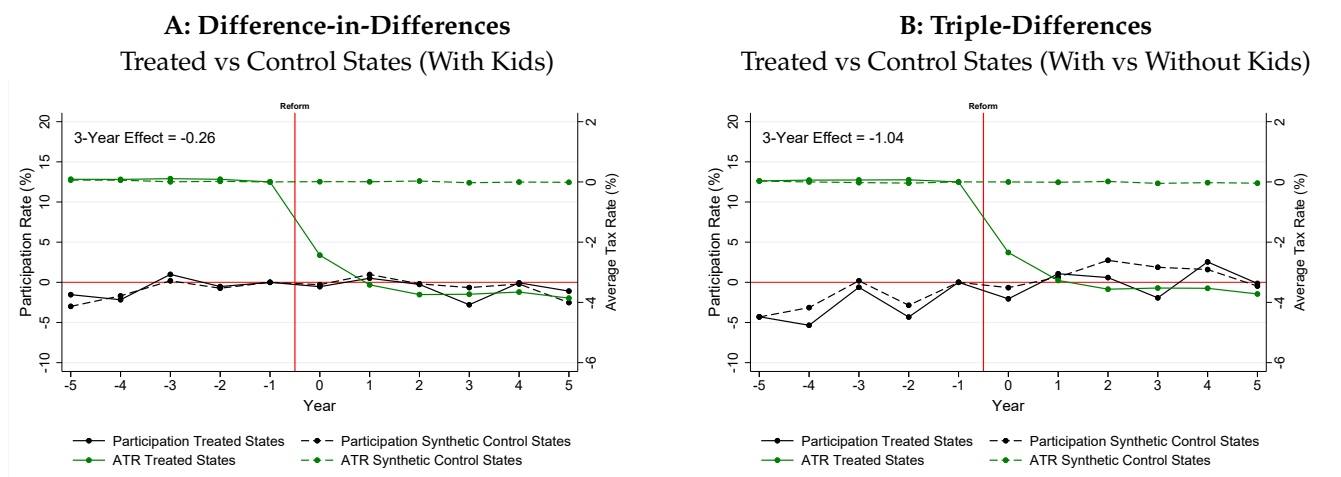 A: Difference-in-Differences
Treated vs Control States (With Kids)
Reform
3-Year Effect = -0.26
Participation Rate (%)
20
15
10
5
0
-5
-10
Average Tax Rate (%)
2
0
-2
-4
-6
-5 -4 -3 -2 -1 0 1 2 3 4 5
Year
Participation Treated States Participation Synthetic Control States
ATR Treated States ATR Synthetic Control States
B: Triple-Differences
Treated vs Control States (With vs Without Kids)
Reform
3-Year Effect = -1.04
Participation Rate (%)
20
15
10
5
0
-5
-10
Average Tax Rate (%)
2
0
-2
-4
-6
-5 -4 -3 -2 -1 0 1 2 3 4 5
Year
Participation Treated States Participation Synthetic Control States
ATR Treated States ATR Synthetic Control States